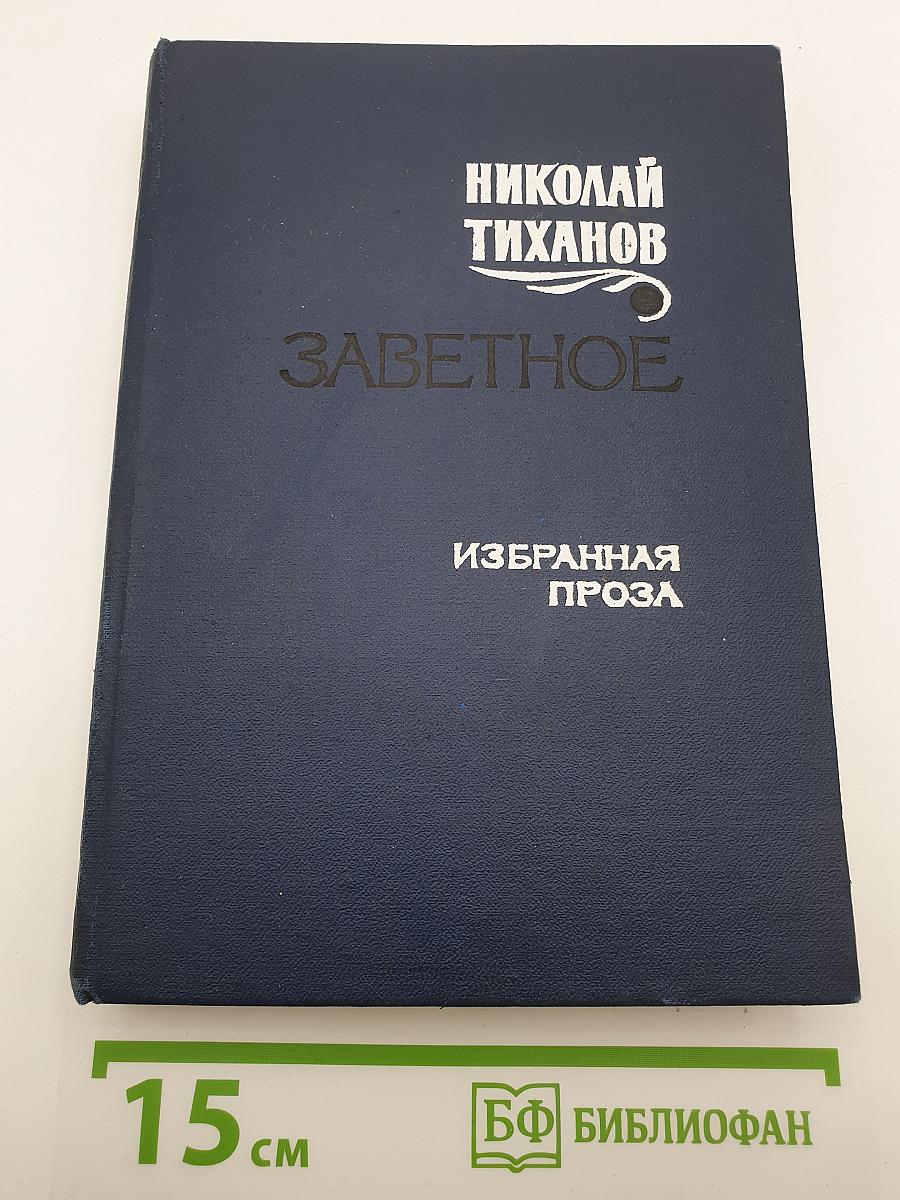 НИКОЛАЙ
ТИХАНОВ
ЗАВЕТНОЕ
ИЗБРАННАЯ
ПРОЗА
15 см
БФ БИБЛИОФАН